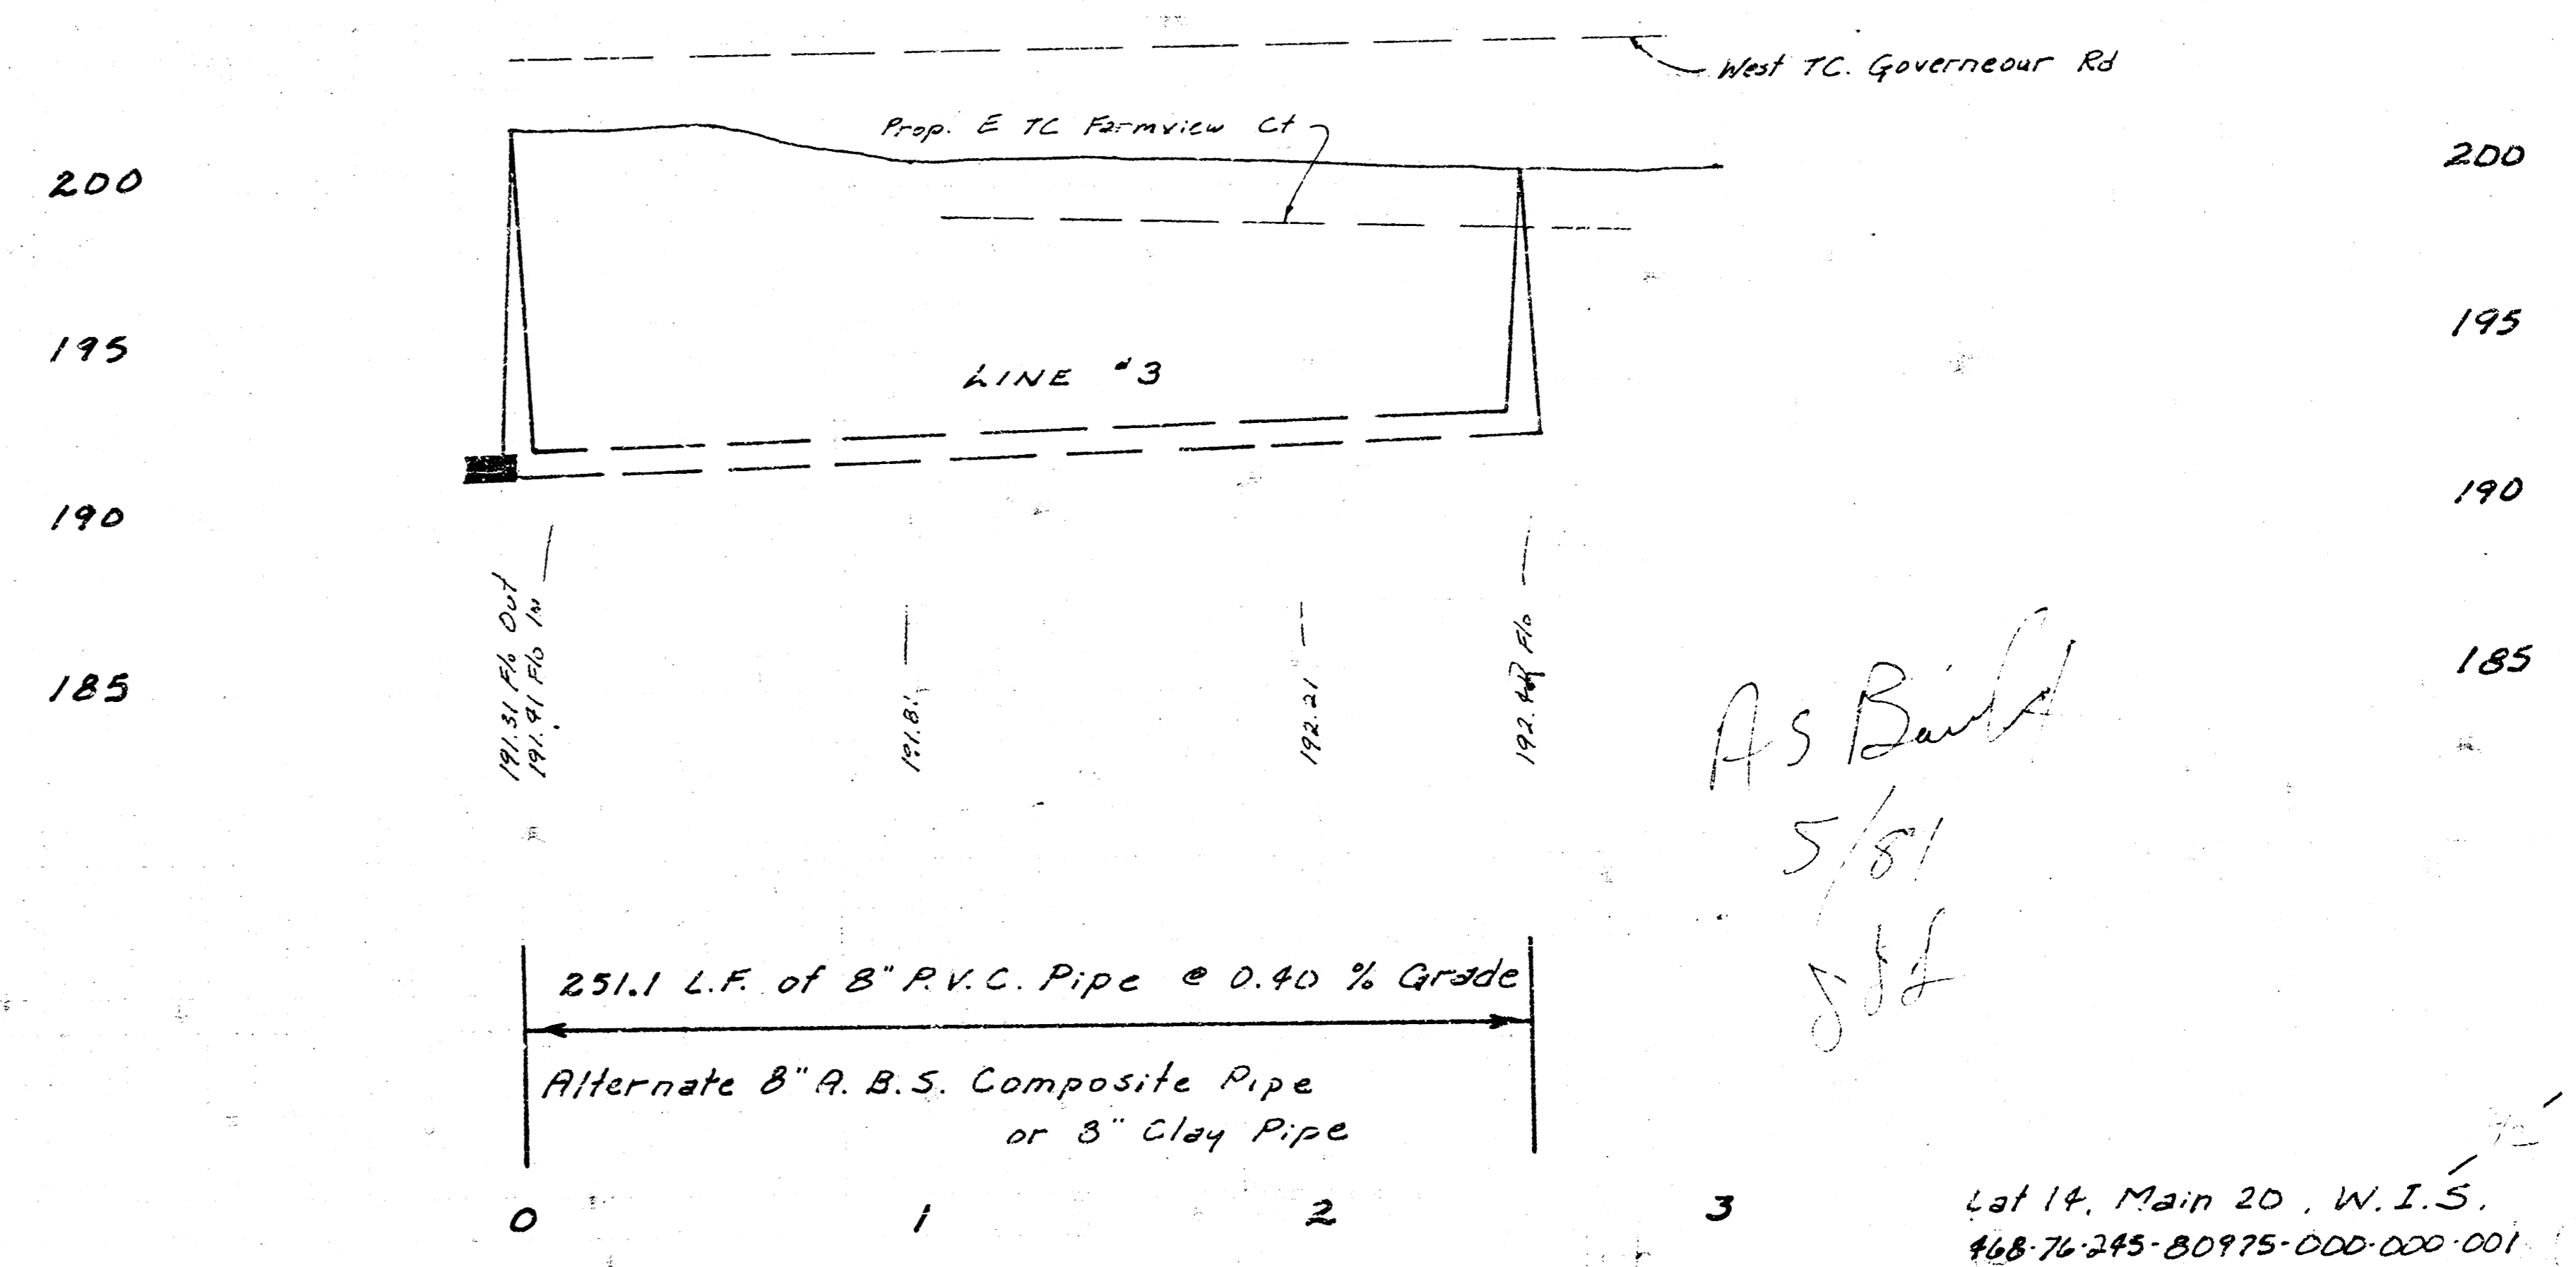 West TC. Governeour Rd
Prop. E TC Farmview Ct
200
200
195
195
LINE #3
190
190
185
185
191.31 Flo Out
191.41 Flo In
191.81
192.21
Flo
As Built
5/81
251.1 L.F. of 8" P.V.C. Pipe @ 0.40 % Grade
Alternate 8" A.B.S. Composite Pipe
or 8" Clay Pipe
0 1 2 3
Lat 14, Main 20, W.I.S.
468-76-245-80975-000-000-001